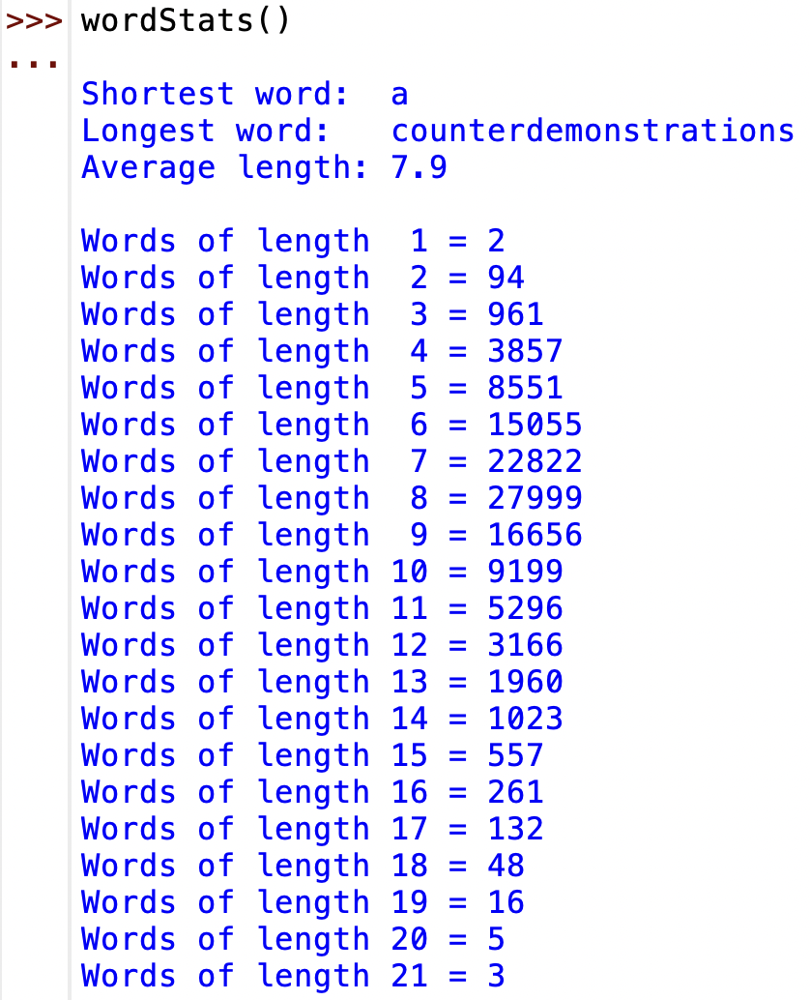 >>> wordStats()
...
Shortest word:  a
Longest word:   counterdemonstrations
Average length: 7.9
Words of length  1 = 2
Words of length  2 = 94
Words of length  3 = 961
Words of length  4 = 3857
Words of length  5 = 8551
Words of length  6 = 15055
Words of length  7 = 22822
Words of length  8 = 27999
Words of length  9 = 16656
Words of length 10 = 9199
Words of length 11 = 5296
Words of length 12 = 3166
Words of length 13 = 1960
Words of length 14 = 1023
Words of length 15 = 557
Words of length 16 = 261
Words of length 17 = 132
Words of length 18 = 48
Words of length 19 = 16
Words of length 20 = 5
Words of length 21 = 3